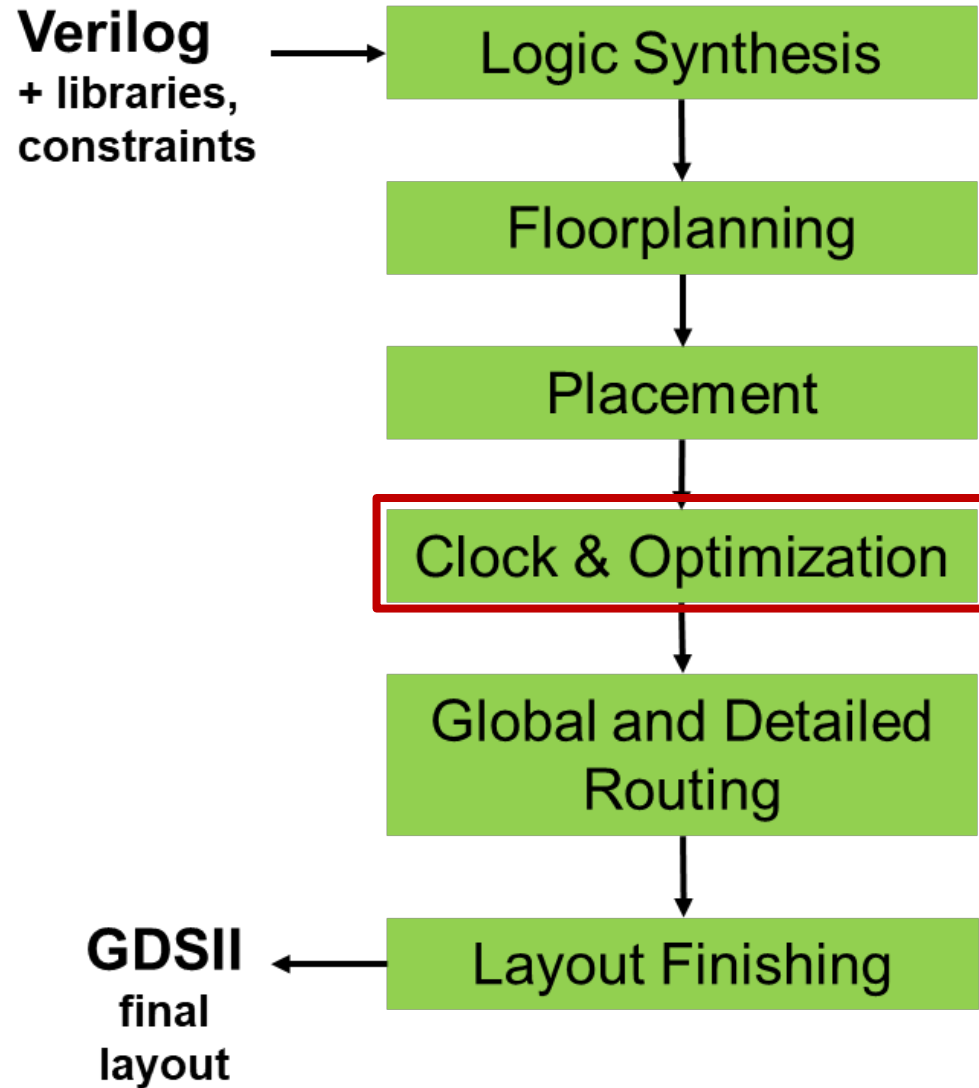 Verilog
+ libraries,
constraints
Logic Synthesis
Floorplanning
Placement
Clock & Optimization
Global and Detailed
Routing
Layout Finishing
GDSII
final
layout